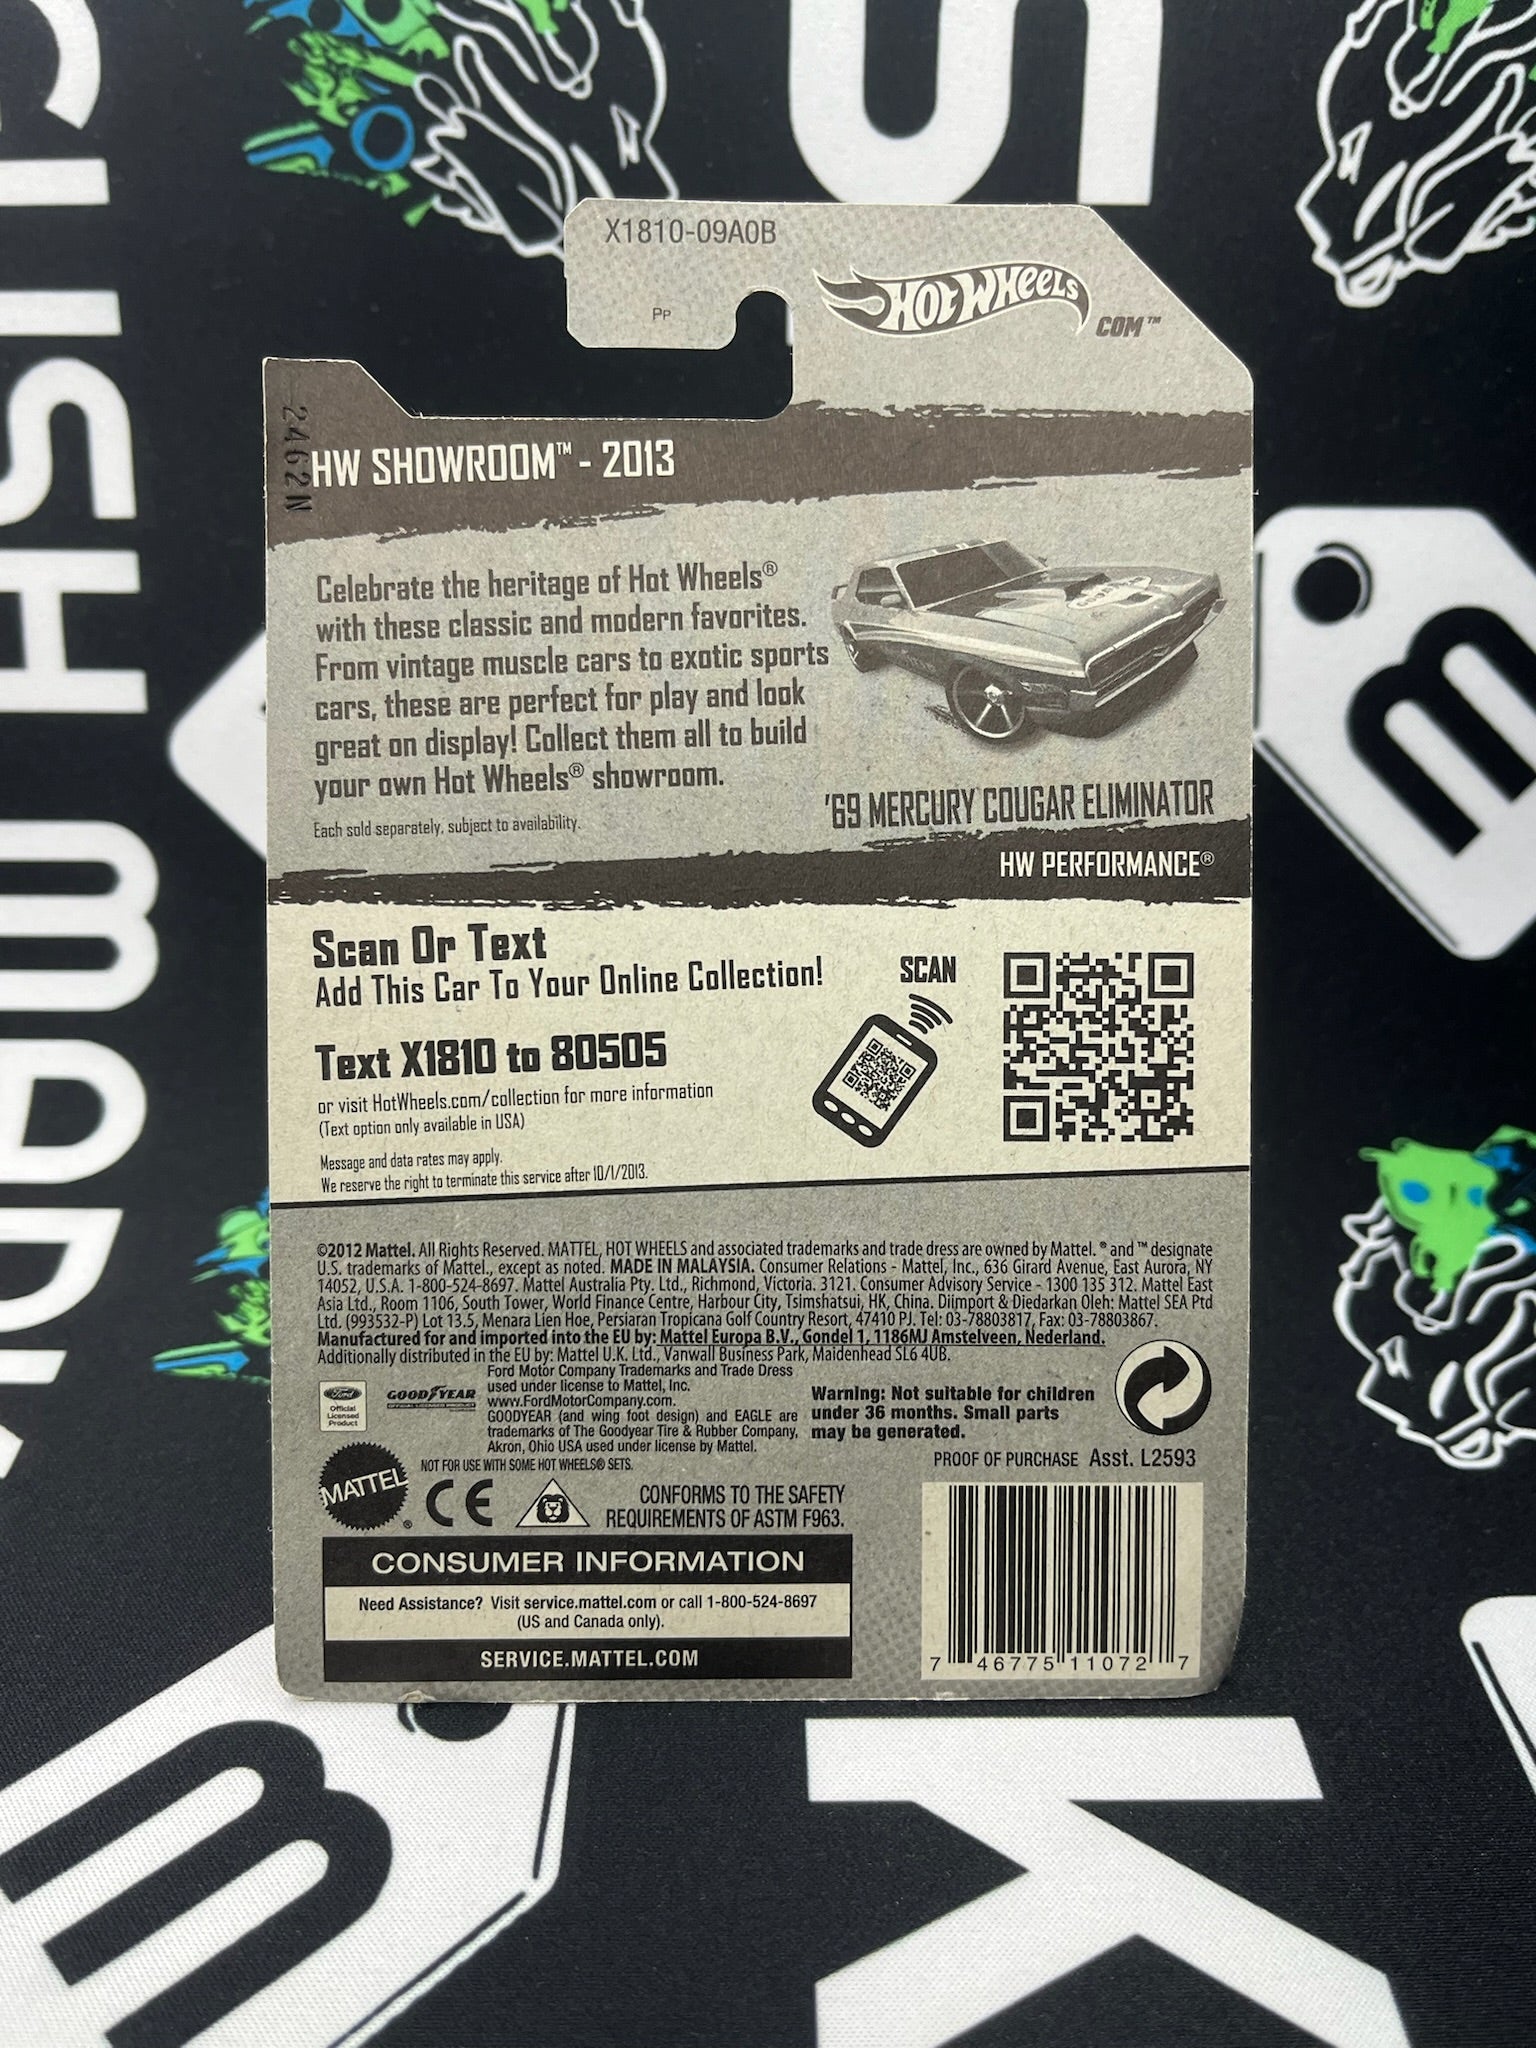 X1810-09A0B
Pp
HOT WHEELS
COM™
2462N
HW SHOWROOM™ - 2013
Celebrate the heritage of Hot Wheels®
with these classic and modern favorites.
From vintage muscle cars to exotic sports
cars, these are perfect for play and look
great on display! Collect them all to build
your own Hot Wheels® showroom.
Each sold separately, subject to availability.
'69 MERCURY COUGAR ELIMINATOR
HW PERFORMANCE®
Scan Or Text
Add This Car To Your Online Collection!
SCAN
Text X1810 to 80505
or visit HotWheels.com/collection for more information
(Text option only available in USA)
Message and data rates may apply.
We reserve the right to terminate this service after 10/1/2013.
©2012 Mattel. All Rights Reserved. MATTEL, HOT WHEELS and associated trademarks and trade dress are owned by Mattel. ® and ™ designate
U.S. trademarks of Mattel., except as noted. MADE IN MALAYSIA. Consumer Relations - Mattel, Inc., 636 Girard Avenue, East Aurora, NY
14052, U.S.A. 1-800-524-8697. Mattel Australia Pty. Ltd., Richmond, Victoria. 3121. Consumer Advisory Service - 1300 135 312. Mattel East
Asia Ltd., Room 1106, South Tower, World Finance Centre, Harbour City, Tsimshatsui, HK, China. Diimport & Diedarkan Oleh: Mattel SEA Ptd
Ltd. (993532-P) Lot 13.5, Menara Lien Hoe, Persiaran Tropicana Golf Country Resort, 47410 PJ. Tel: 03-78803817, Fax: 03-78803867.
Manufactured for and imported into the EU by: Mattel Europa B.V., Gondel 1, 1186MJ Amstelveen, Nederland.
Additionally distributed in the EU by: Mattel U.K. Ltd., Vanwall Business Park, Maidenhead SL6 4UB.
Ford
Official
Licensed
Product
GOODYEAR
OFFICIAL LICENSED PRODUCT
Ford Motor Company Trademarks and Trade Dress
used under license to Mattel, Inc.
www.FordMotorCompany.com.
GOODYEAR (and wing foot design) and EAGLE are
trademarks of The Goodyear Tire & Rubber Company,
Akron, Ohio USA used under license by Mattel.
Warning: Not suitable for children
under 36 months. Small parts
may be generated.
NOT FOR USE WITH SOME HOT WHEELS® SETS.
PROOF OF PURCHASE Asst. L2593
MATTEL®
CE
CONFORMS TO THE SAFETY
REQUIREMENTS OF ASTM F963.
CONSUMER INFORMATION
Need Assistance? Visit service.mattel.com or call 1-800-524-8697
(US and Canada only).
SERVICE.MATTEL.COM
7 46775 11072 7